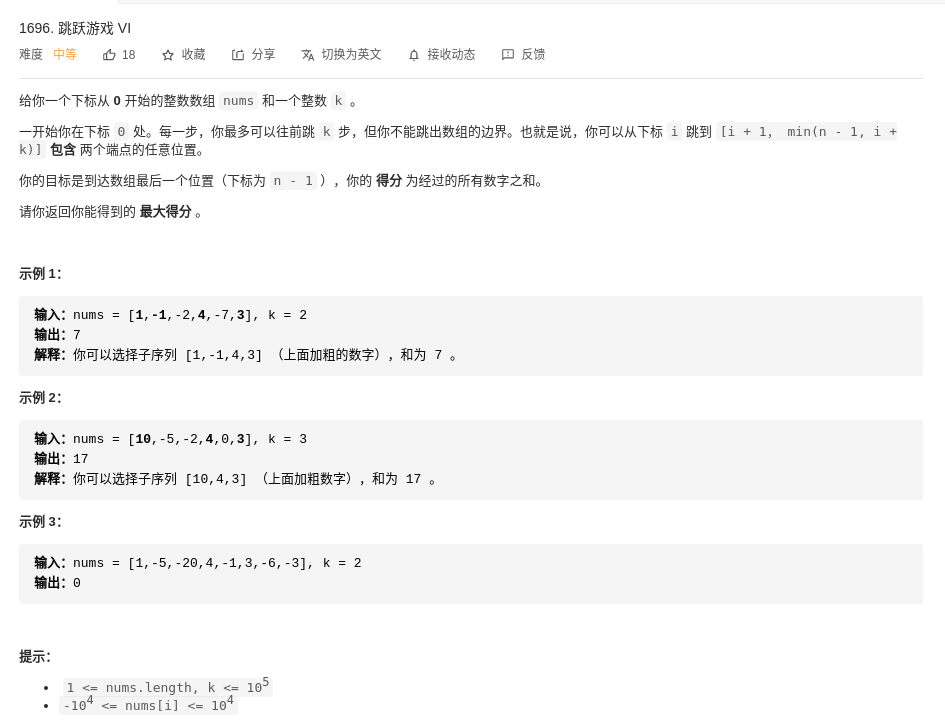 1696. 跳跃游戏 VI
难度 中等 18 收藏 分享 切换为英文 接收动态 反馈
给你一个下标从 0 开始的整数数组 nums 和一个整数 k 。
一开始你在下标 0 处。每一步，你最多可以往前跳 k 步，但你不能跳出数组的边界。也就是说，你可以从下标 i 跳到 [i + 1， min(n - 1, i +
k)] 包含 两个端点的任意位置。
你的目标是到达数组最后一个位置（下标为 n - 1 ），你的 得分 为经过的所有数字之和。
请你返回你能得到的 最大得分 。
示例 1：
输入：nums = [1,-1,-2,4,-7,3], k = 2
输出：7
解释：你可以选择子序列 [1,-1,4,3] （上面加粗的数字），和为 7 。
示例 2：
输入：nums = [10,-5,-2,4,0,3], k = 3
输出：17
解释：你可以选择子序列 [10,4,3] （上面加粗数字），和为 17 。
示例 3：
输入：nums = [1,-5,-20,4,-1,3,-6,-3], k = 2
输出：0
提示：
• 1 <= nums.length, k <= 10⁵
• -10⁴ <= nums[i] <= 10⁴